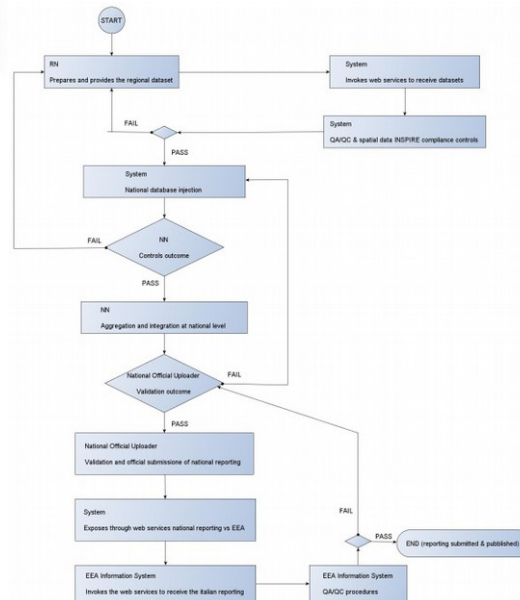 START
RN
Prepares and provides the regional dataset
System
Invokes web services to receive datasets
System
QA/QC & spatial data INSPIRE compliance controls
FAIL
PASS
System
National database injection
NN
Controls outcome
FAIL
PASS
NN
Aggregation and integration at national level
National Official Uploader
Validation outcome
FAIL
PASS
National Official Uploader
Validation and official submissione of national reporting
System
Exposes through web services national reporting vs EEA
EEA Information System
Invokes the web services to receive the italian reporting
EEA Information System
QA/QC procedures
FAIL
PASS
END (reporting submitted & pubblished)